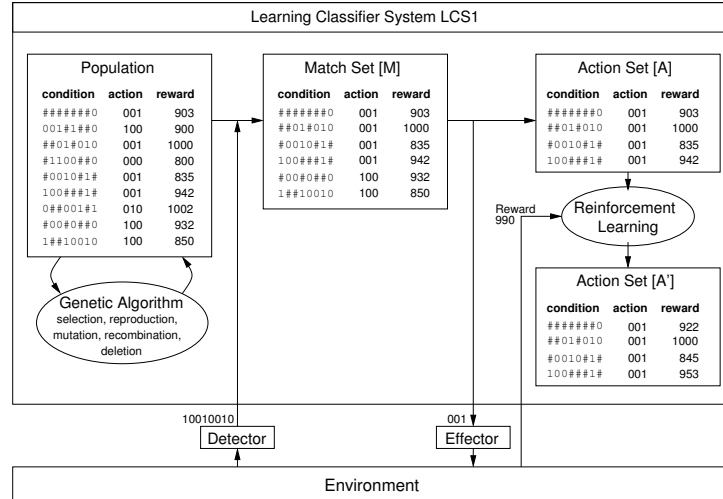 Learning Classifier System LCS1
Population
condition action reward
#######0 001 903
001#1##0 100 900
##01#010 001 1000
#1100##0 000 800
#0010#1# 001 835
100###1# 001 942
0##001#1 010 1002
#00#0##0 100 932
1##10010 100 850
Genetic Algorithm
selection, reproduction,
mutation, recombination,
deletion
Match Set [M]
condition action reward
#######0 001 903
##01#010 001 1000
#0010#1# 001 835
100###1# 001 942
#00#0##0 100 932
1##10010 100 850
Action Set [A]
condition action reward
#######0 001 903
##01#010 001 1000
#0010#1# 001 835
100###1# 001 942
Reward
990
Reinforcement
Learning
Action Set [A']
condition action reward
#######0 001 922
##01#010 001 1000
#0010#1# 001 845
100###1# 001 953
10010010
Detector
001
Effector
Environment